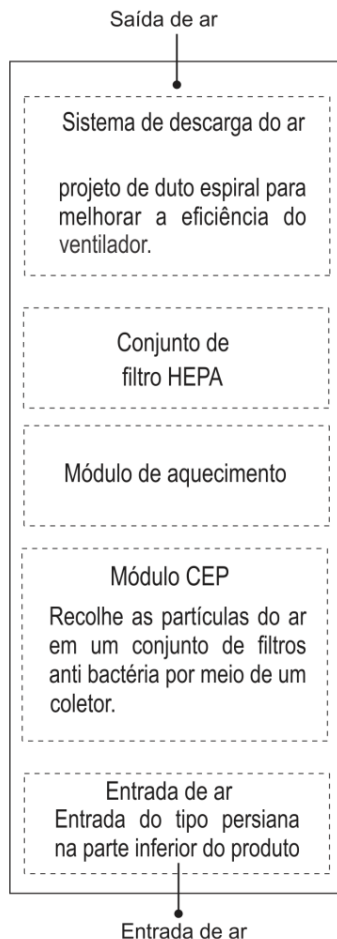 Saída de ar
Sistema de descarga do ar
projeto de duto espiral para
melhorar a eficiência do
ventilador.
Conjunto de
filtro HEPA
Módulo de aquecimento
Módulo CEP
Recolhe as partículas do ar
em um conjunto de filtros
anti bactéria por meio de um
coletor.
Entrada de ar
Entrada do tipo persiana
na parte inferior do produto
Entrada de ar